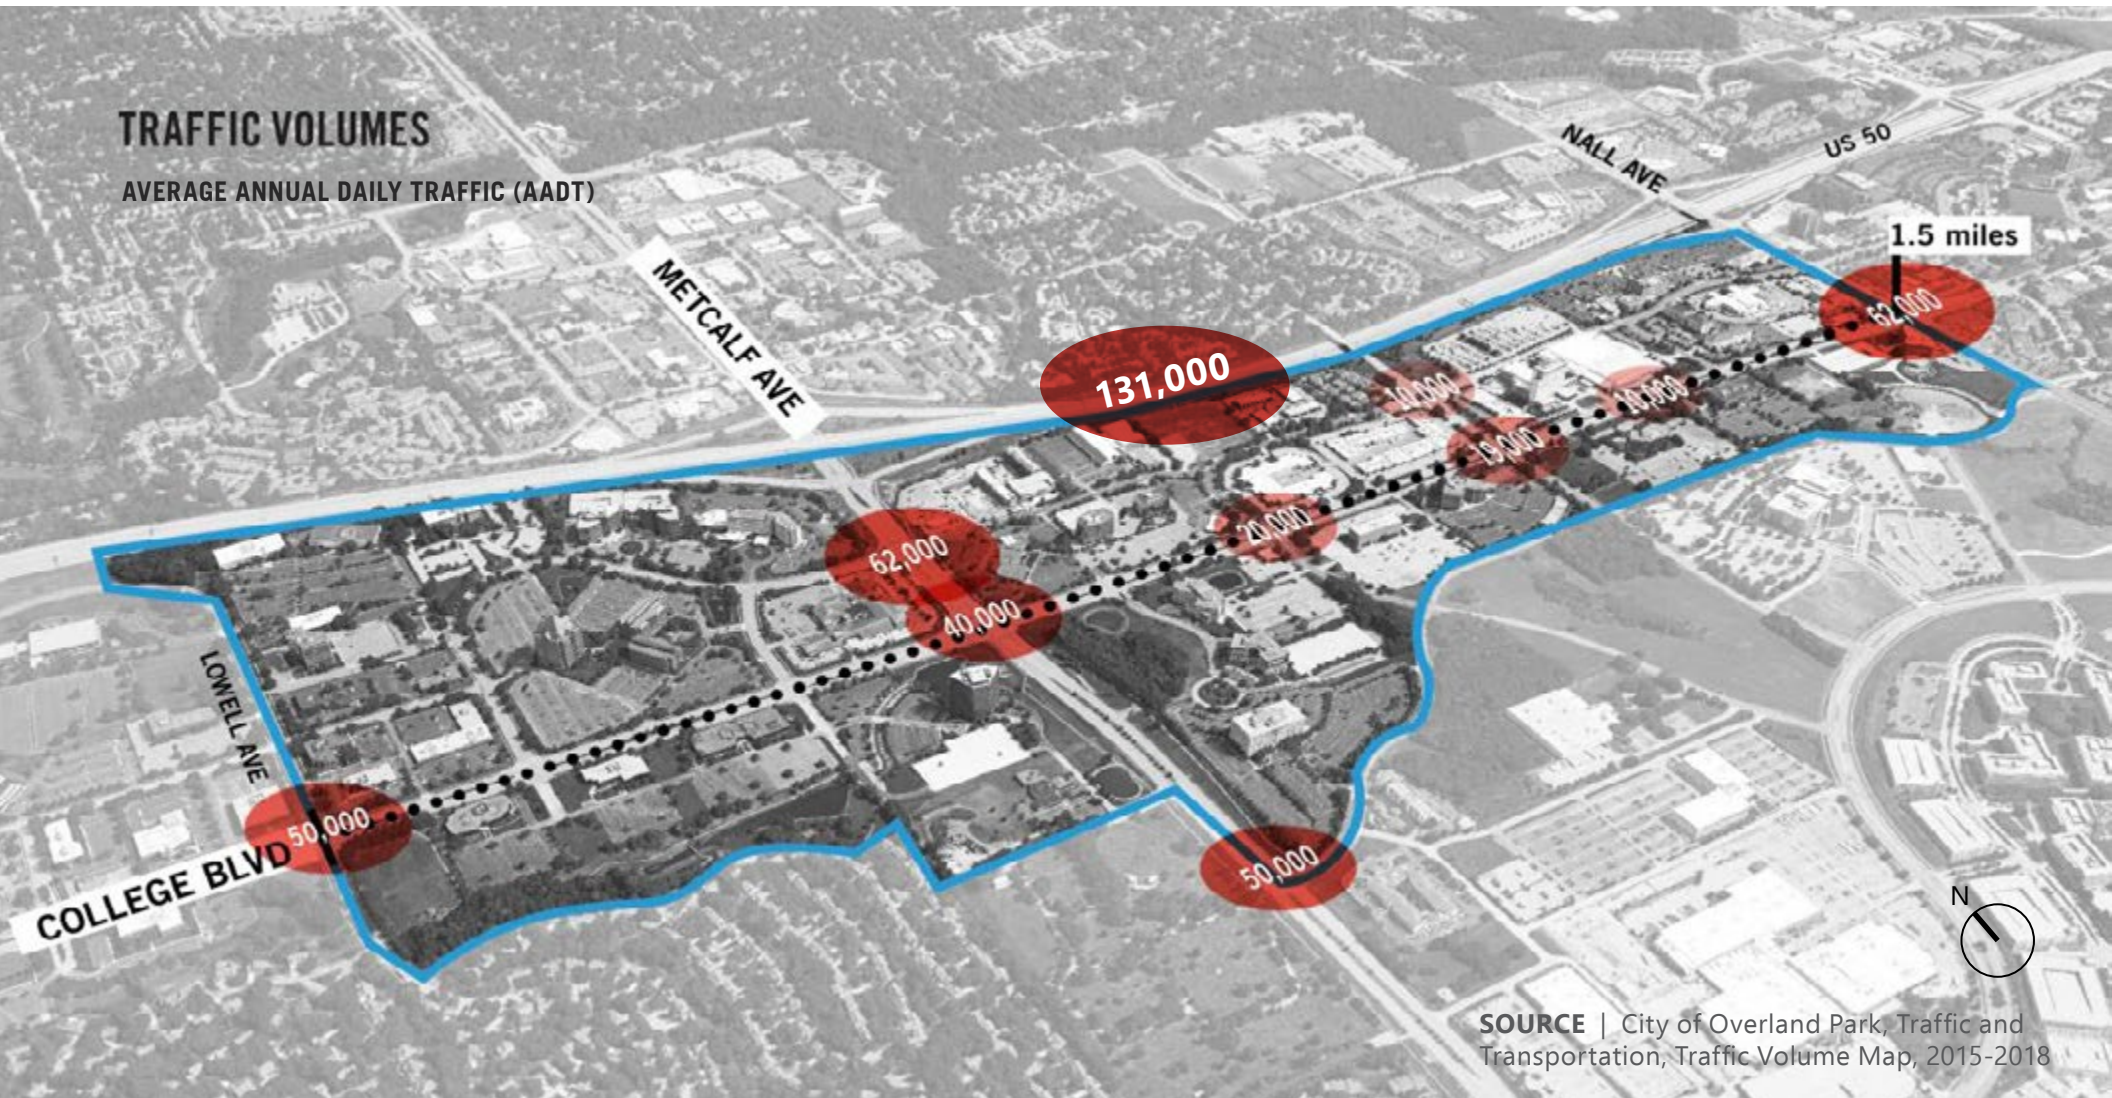 TRAFFIC VOLUMES
AVERAGE ANNUAL DAILY TRAFFIC (AADT)
NALL AVE
US 50
1.5 miles
METCALF AVE
62,000
131,000
20,000
62,000
40,000
LOWELL AVE
50,000
COLLEGE BLVD
50,000
N
SOURCE | City of Overland Park, Traffic and
Transportation, Traffic Volume Map, 2015-2018